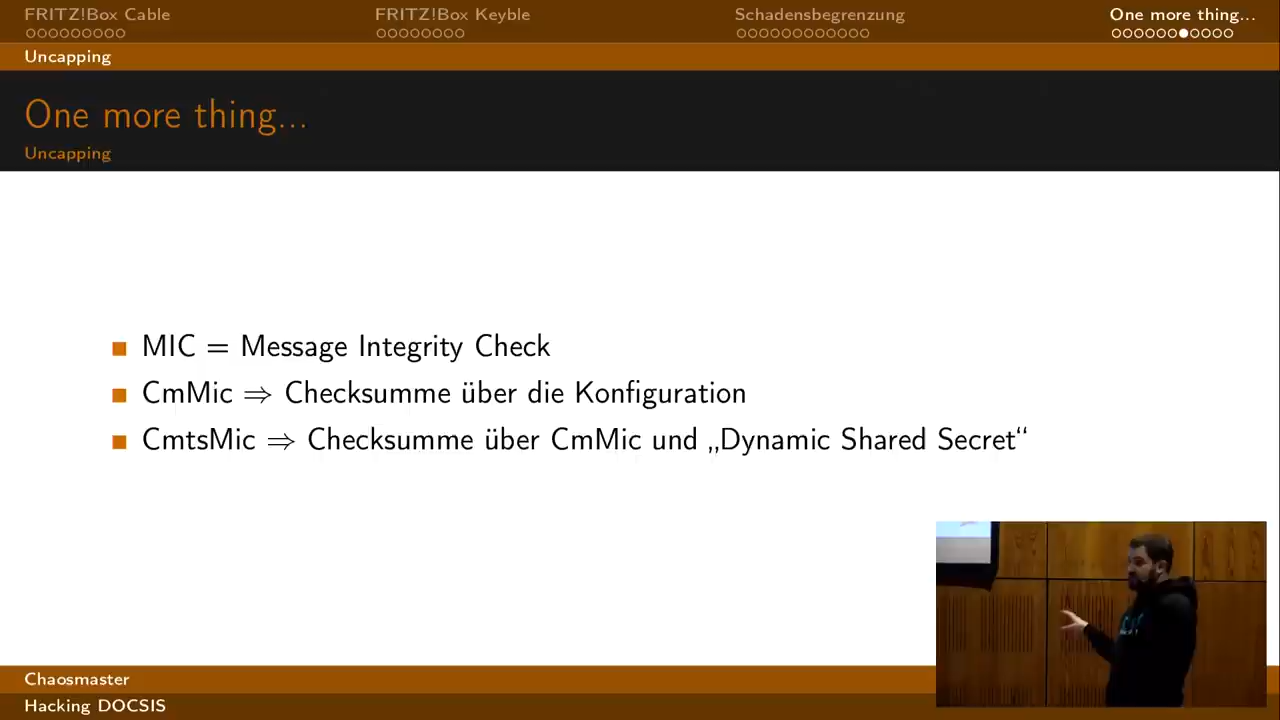 FRITZ!Box Cable
FRITZ!Box Keyble
Schadensbegrenzung
One more thing...
Uncapping
One more thing...
Uncapping
MIC = Message Integrity Check
CmMic ⇒ Checksumme über die Konfiguration
CmtsMic ⇒ Checksumme über CmMic und „Dynamic Shared Secret“
Chaosmaster
Hacking DOCSIS